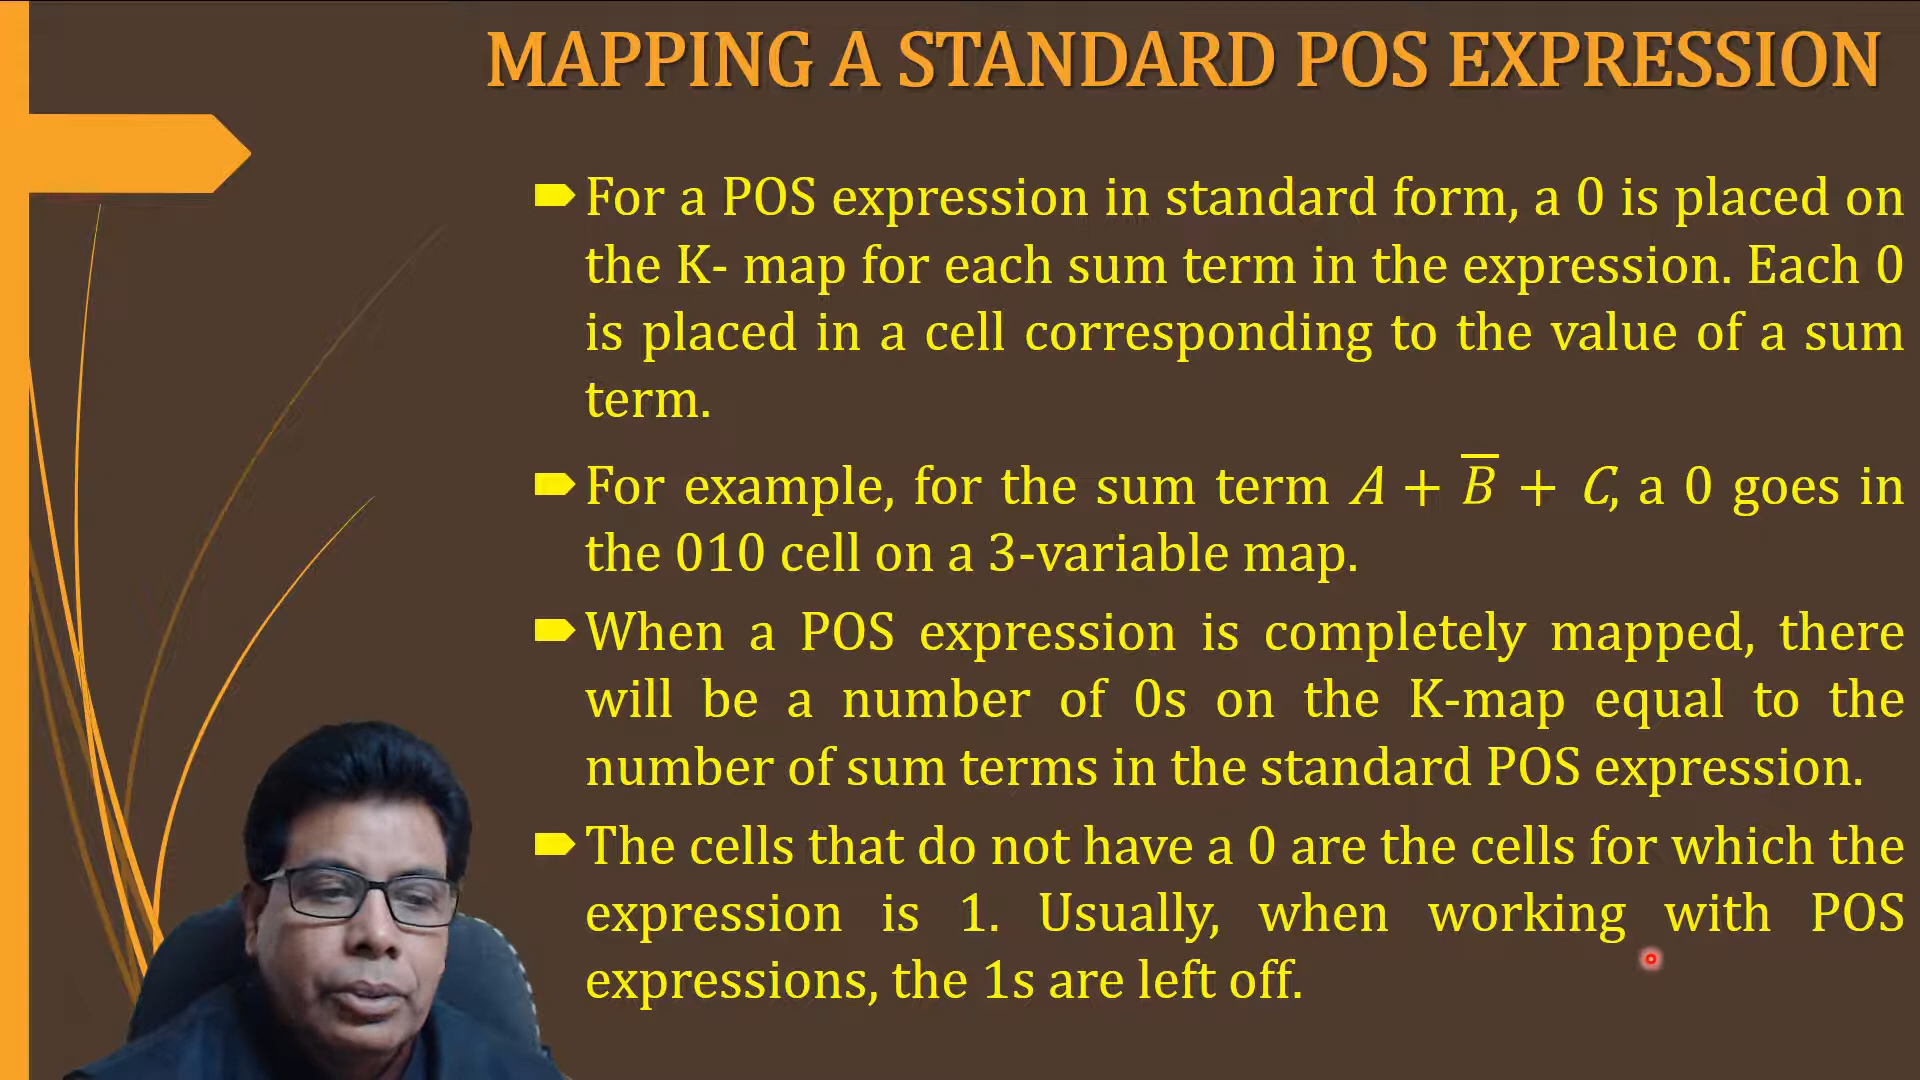 MAPPING A STANDARD POS EXPRESSION
For a POS expression in standard form, a 0 is placed on
the K- map for each sum term in the expression. Each 0
is placed in a cell corresponding to the value of a sum
term.
For example, for the sum term A + B̅ + C, a 0 goes in
the 010 cell on a 3-variable map.
When a POS expression is completely mapped, there
will be a number of 0s on the K-map equal to the
number of sum terms in the standard POS expression.
The cells that do not have a 0 are the cells for which the
expression is 1. Usually, when working with POS
expressions, the 1s are left off.